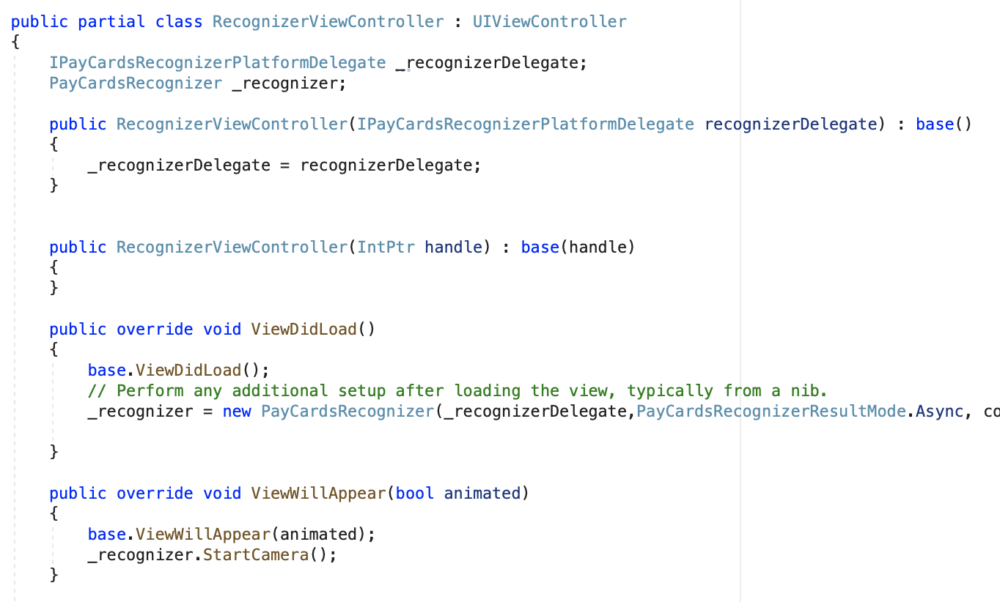 public partial class RecognizerViewController : UIViewController
{
    IPayCardsRecognizerPlatformDelegate _recognizerDelegate;
    PayCardsRecognizer _recognizer;

    public RecognizerViewController(IPayCardsRecognizerPlatformDelegate recognizerDelegate) : base()
    {
        _recognizerDelegate = recognizerDelegate;
    }

    public RecognizerViewController(IntPtr handle) : base(handle)
    {
    }

    public override void ViewDidLoad()
    {
        base.ViewDidLoad();
        // Perform any additional setup after loading the view, typically from a nib.
        _recognizer = new PayCardsRecognizer(_recognizerDelegate,PayCardsRecognizerResultMode.Async, co

    }

    public override void ViewWillAppear(bool animated)
    {
        base.ViewWillAppear(animated);
        _recognizer.StartCamera();
    }